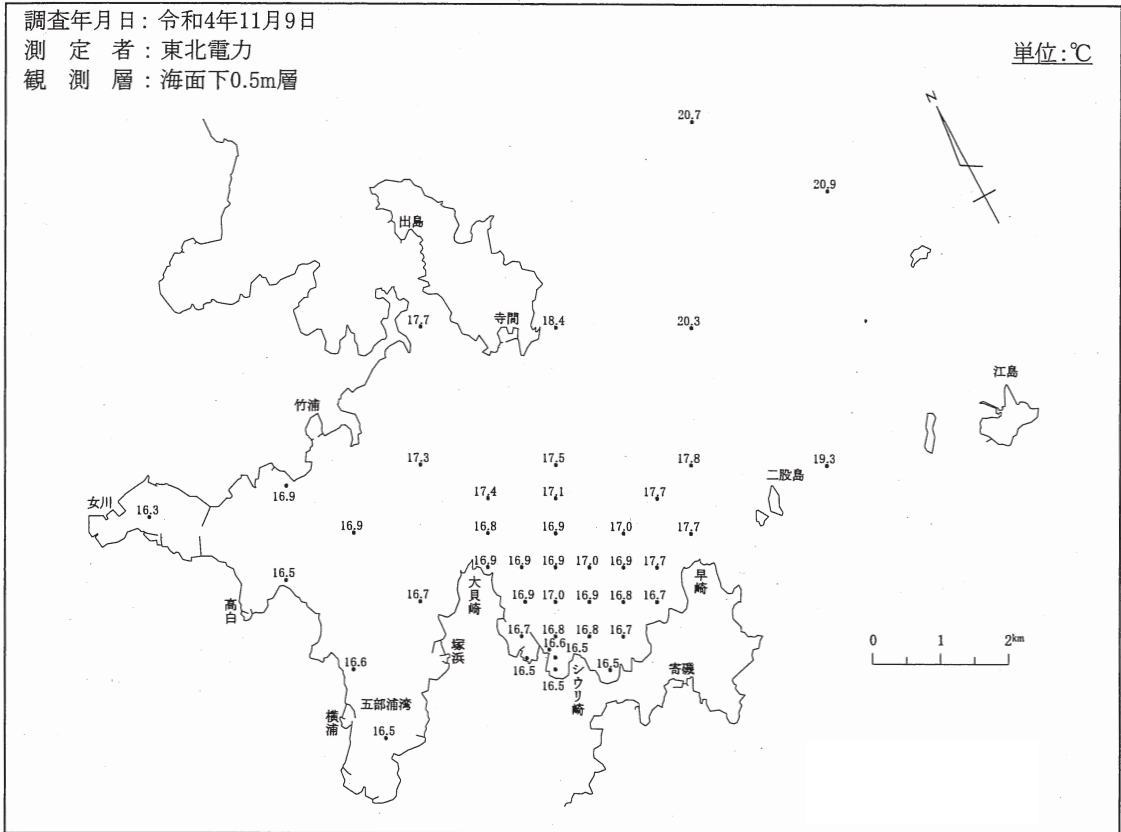 調査年月日：令和4年11月9日
測　定　者：東北電力
観　測　層：海面下0.5m層
単位：℃
N
20.7
20.9
出島
寺間
17.7
18.4
20.3
江島
竹浦
17.3
17.5
17.8
19.3
二股島
16.9
17.4
17.1
17.7
女川
16.3
16.9
16.8
16.9
17.0
17.7
16.9
16.9
16.9
17.0
16.9
17.7
早崎
大貝崎
16.5
高白
16.7
16.9
17.0
16.9
16.8
16.7
16.7
16.8
16.8
16.7
0
1
2km
塚浜
16.6
16.5
16.6
16.5
16.5
16.5
シウリ崎
寄磯
五部浦湾
横浦
16.5